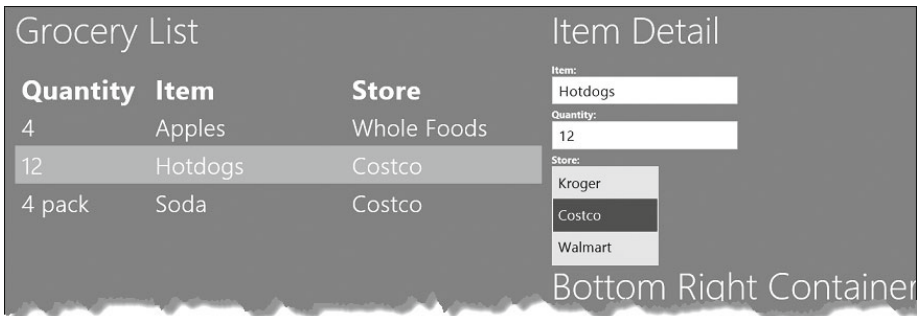 Grocery List
Quantity Item Store
4 Apples Whole Foods
12 Hotdogs Costco
4 pack Soda Costco
Item Detail
Item:
Hotdogs
Quantity:
12
Store:
Kroger
Costco
Walmart
Bottom Right Container